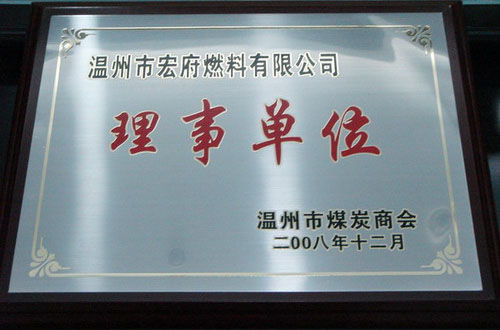 温州市宏府燃料有限公司
理事单位
温州市煤炭商会
二00八年十二月